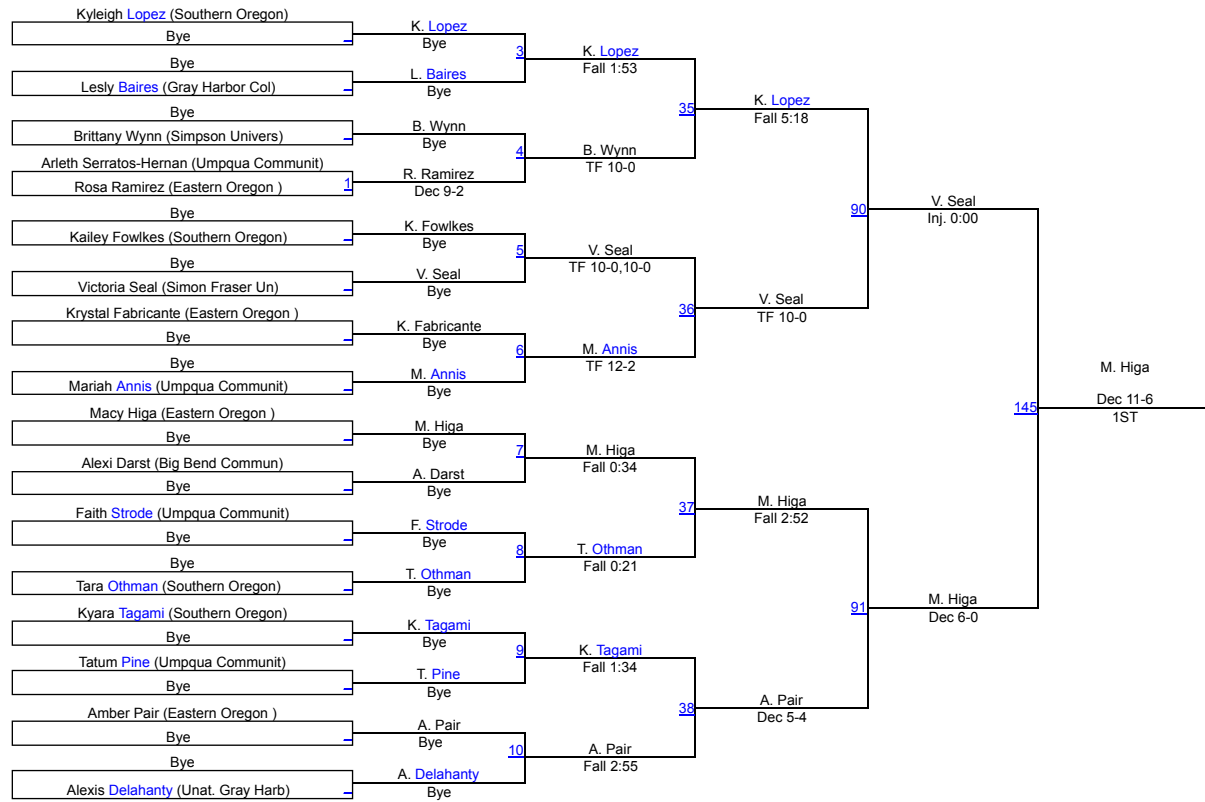 Kyleigh Lopez (Southern Oregon)
Bye
Bye
Lesly Baires (Gray Harbor Col)
Bye
Brittany Wynn (Simpson Univers)
Arleth Serratos-Hernan (Umpqua Communit)
1
Rosa Ramirez (Eastern Oregon )
Bye
Kailey Fowlkes (Southern Oregon)
Bye
Victoria Seal (Simon Fraser Un)
Krystal Fabricante (Eastern Oregon )
Bye
Bye
Mariah Annis (Umpqua Communit)
Macy Higa (Eastern Oregon )
Bye
Alexi Darst (Big Bend Commun)
Bye
Faith Strode (Umpqua Communit)
Bye
Bye
Tara Othman (Southern Oregon)
Kyara Tagami (Southern Oregon)
Bye
Tatum Pine (Umpqua Communit)
Bye
Amber Pair (Eastern Oregon )
Bye
Bye
Alexis Delahanty (Unat. Gray Harb)
K. Lopez
Bye
3
L. Baires
Bye
B. Wynn
Bye
4
R. Ramirez
Dec 9-2
K. Fowlkes
Bye
5
V. Seal
Bye
K. Fabricante
Bye
6
M. Annis
Bye
M. Higa
Bye
7
A. Darst
Bye
F. Strode
Bye
8
T. Othman
Bye
K. Tagami
Bye
9
T. Pine
Bye
A. Pair
Bye
10
A. Delahanty
Bye
K. Lopez
Fall 1:53
35
B. Wynn
TF 10-0
V. Seal
TF 10-0,10-0
36
M. Annis
TF 12-2
M. Higa
Fall 0:34
37
T. Othman
Fall 0:21
K. Tagami
Fall 1:34
38
A. Pair
Fall 2:55
K. Lopez
Fall 5:18
90
V. Seal
TF 10-0
M. Higa
Fall 2:52
91
A. Pair
Dec 5-4
V. Seal
Inj. 0:00
145
M. Higa
Dec 6-0
M. Higa
Dec 11-6
1ST